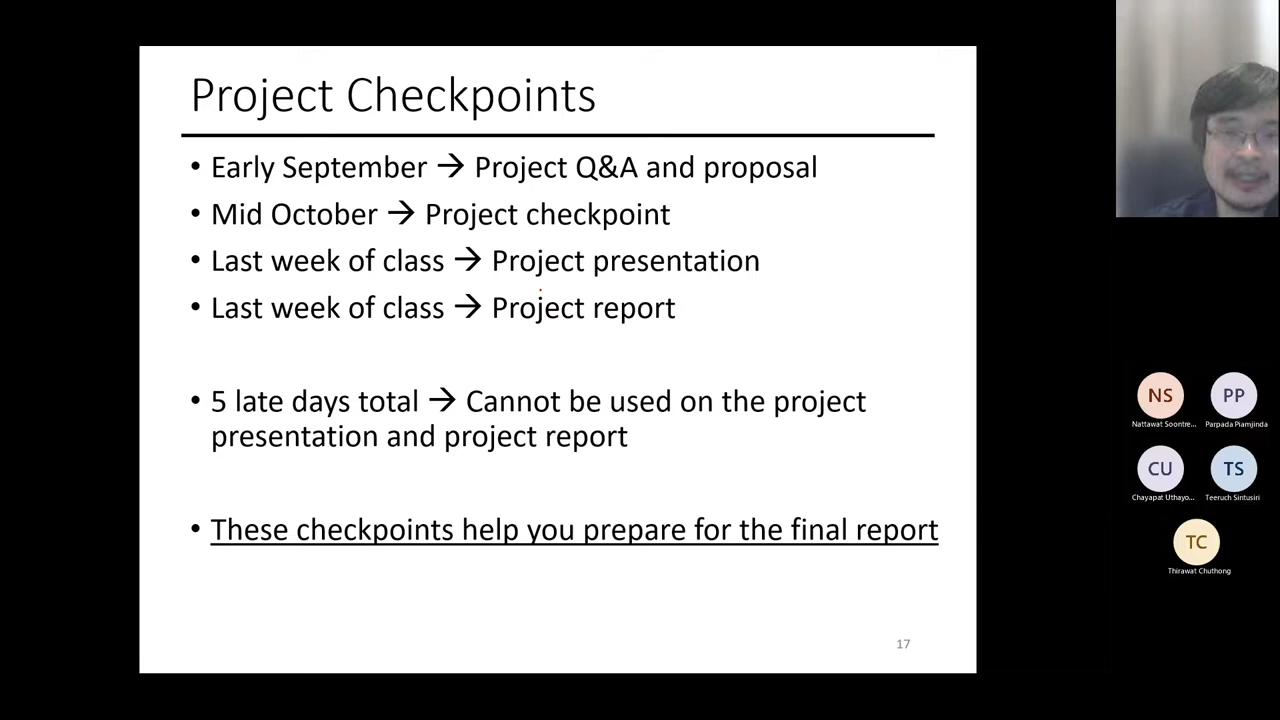 Project Checkpoints
• Early September → Project Q&A and proposal
• Mid October → Project checkpoint
• Last week of class → Project presentation
• Last week of class → Project report
• 5 late days total → Cannot be used on the project
presentation and project report
• These checkpoints help you prepare for the final report
17
NS
Nattawat Soontre...
PP
Parpada Piamjinda
CU
Chayapat Uthayo...
TS
Teeruch Sintusiri
TC
Thirawat Chuthong